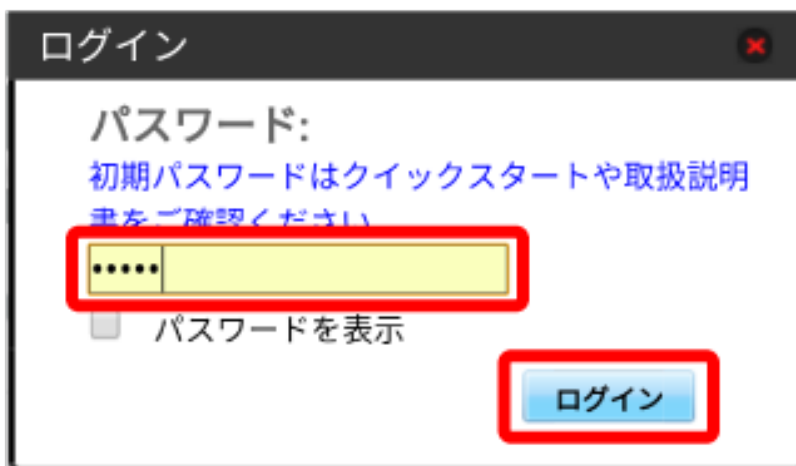 ログイン
パスワード:
初期パスワードはクイックスタートや取扱説明
書をご確認ください
•••••
パスワードを表示
ログイン